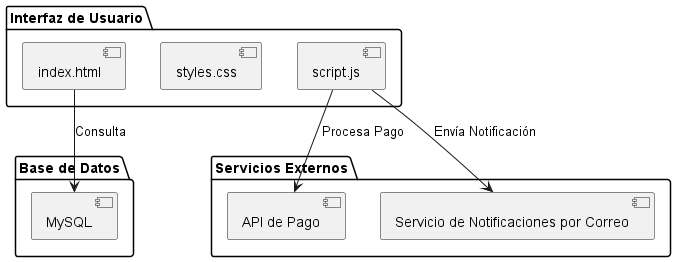 Interfaz de Usuario
index.html
styles.css
script.js
Consulta
Procesa Pago
Envía Notificación
Base de Datos
MySQL
Servicios Externos
API de Pago
Servicio de Notificaciones por Correo